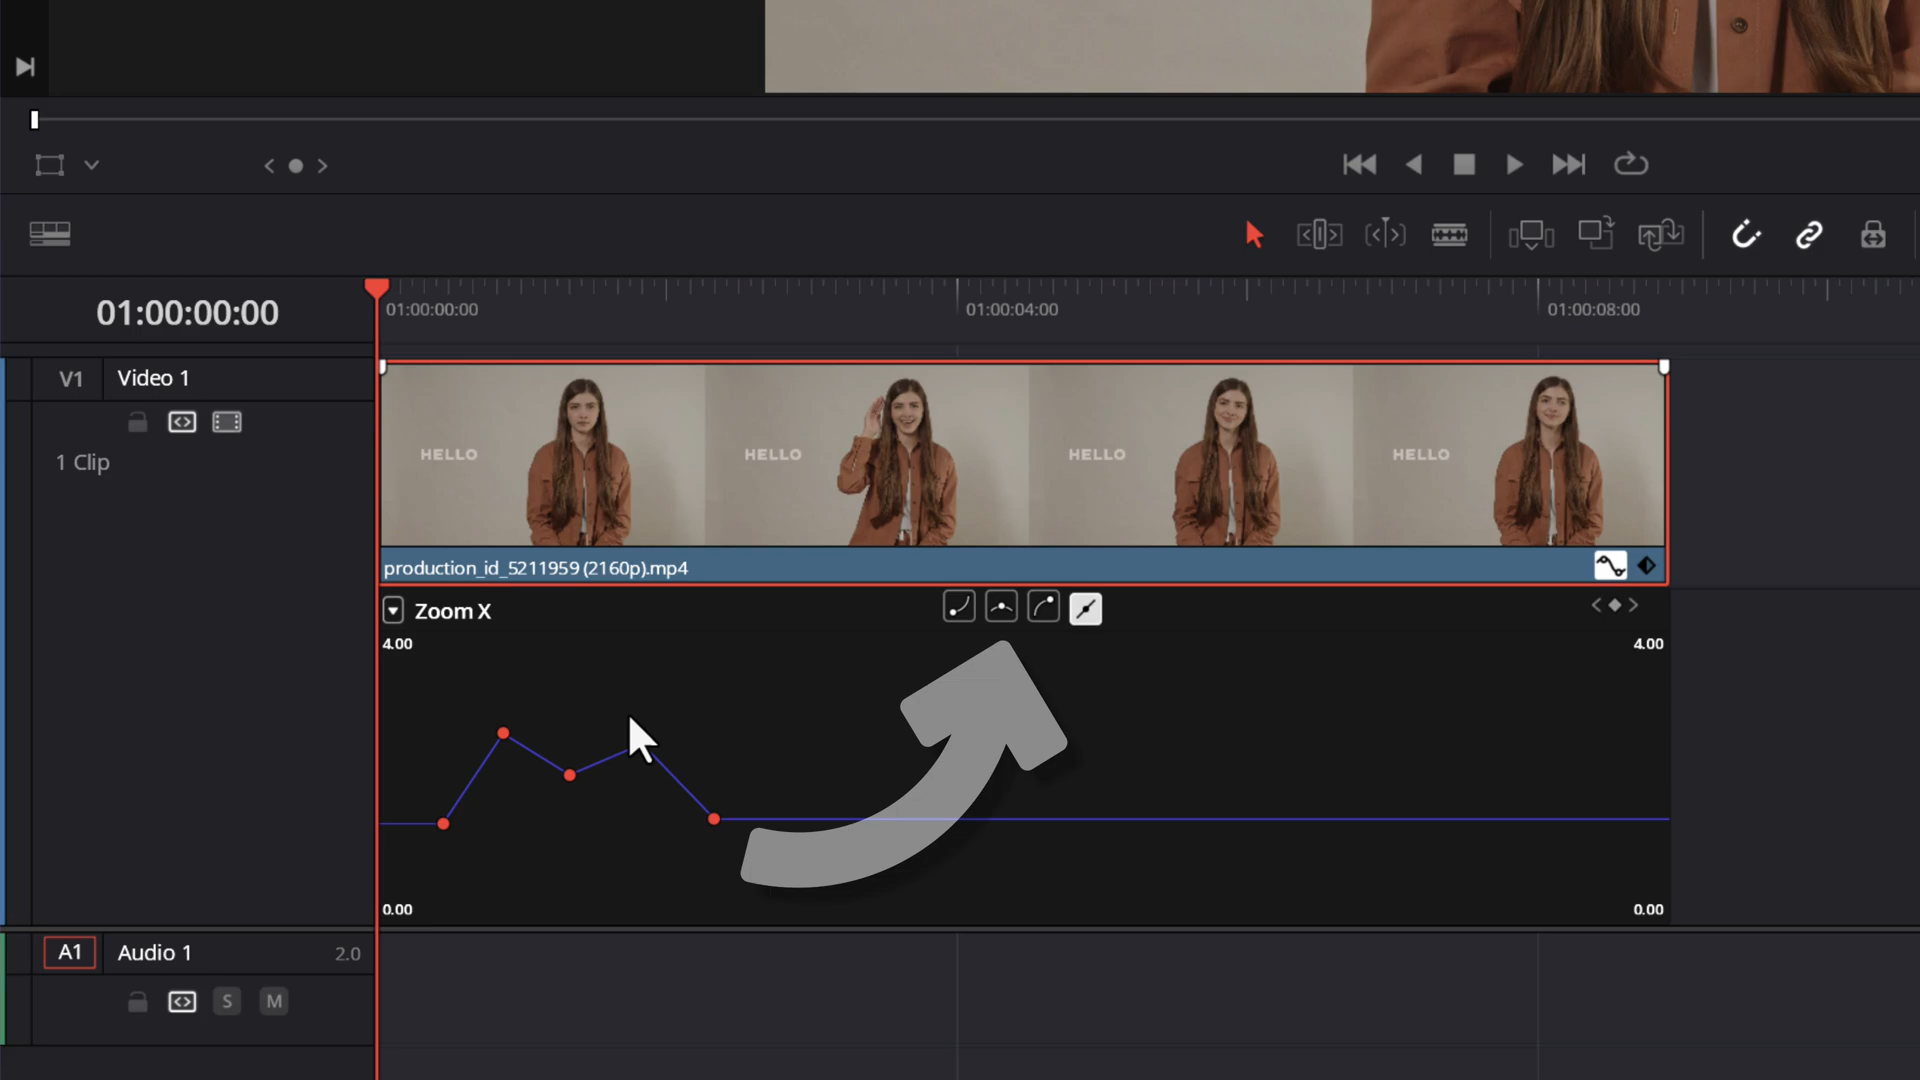 01:00:00:00
01:00:00:00
01:00:04:00
01:00:08:00
V1
Video 1
1 Clip
HELLO
HELLO
HELLO
HELLO
production_id_5211959 (2160p).mp4
Zoom X
4.00
4.00
0.00
0.00
A1
Audio 1
2.0
S
M